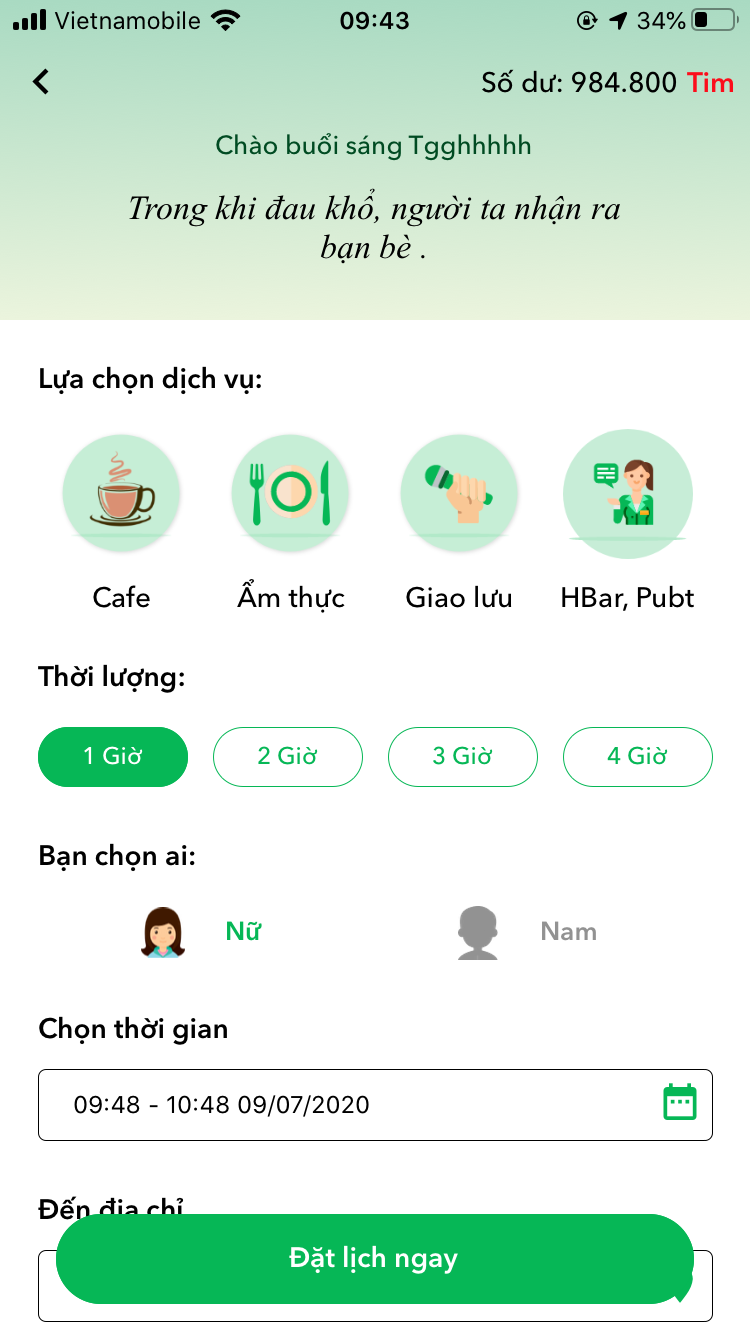 Vietnamobile 09:43 34%
Số dư: 984.800 Tim
Chào buổi sáng Tgghhhhh
Trong khi đau khổ, người ta nhận ra
bạn bè .
Lựa chọn dịch vụ:
Cafe Ẩm thực Giao lưu HBar, Pubt
Thời lượng:
1 Giờ 2 Giờ 3 Giờ 4 Giờ
Bạn chọn ai:
Nữ Nam
Chọn thời gian
09:48 - 10:48 09/07/2020
Đến địa chỉ
Đặt lịch ngay